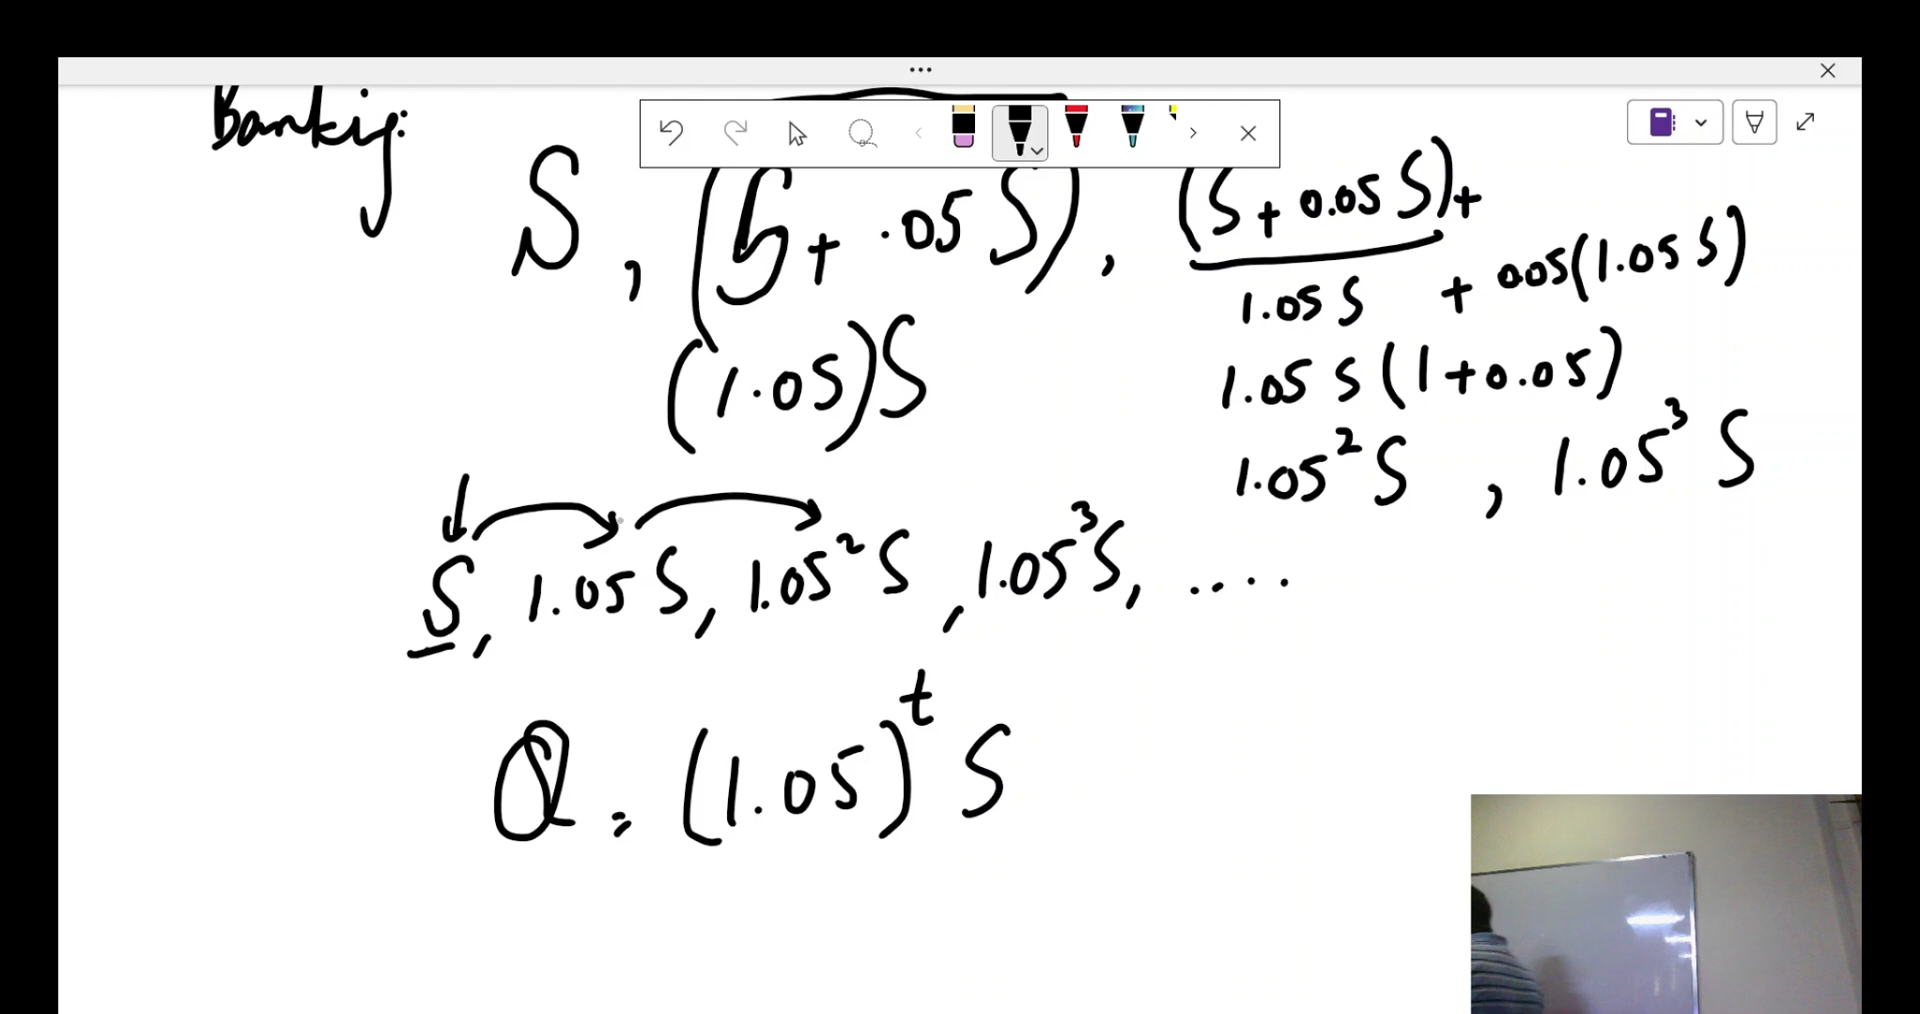 Bankig:
S, (S + .05 S), (S + 0.05 S) +
1.05 S + 0.05(1.05 S)
(1.05)S
1.05 S (1 + 0.05)
1.05² S , 1.05³ S
S, 1.05 S, 1.05² S, 1.05³ S, ....
Q = (1.05)^t S